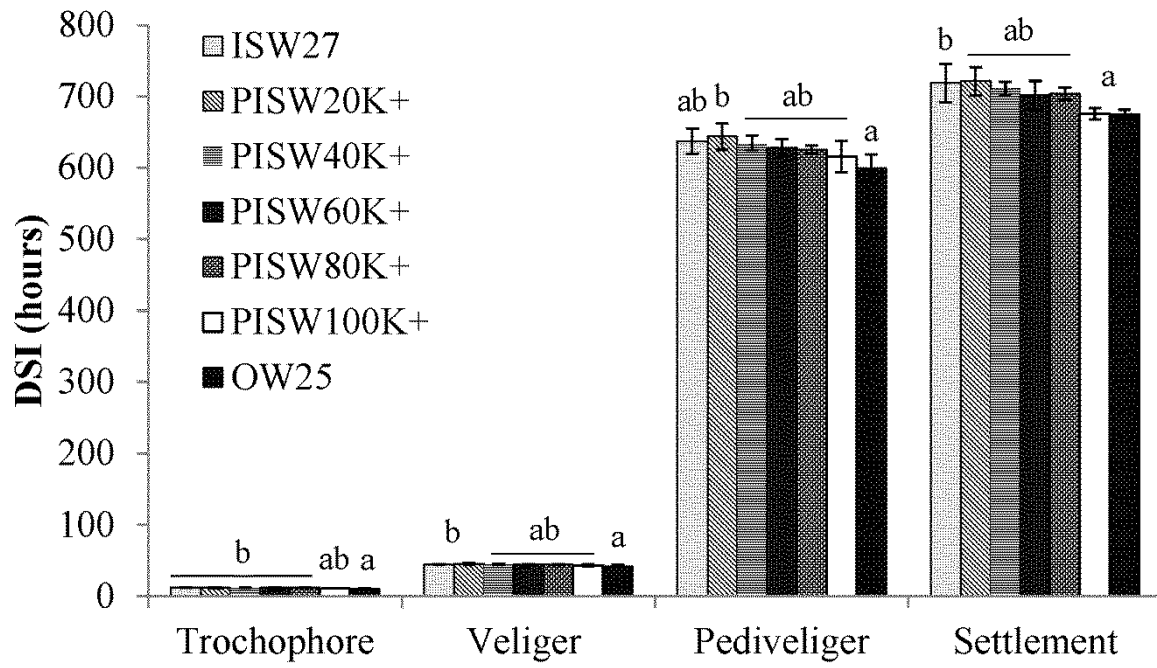 800
700
600
500
400
300
200
100
0
DSI (hours)
ISW27
PISW20K+
PISW40K+
PISW60K+
PISW80K+
PISW100K+
OW25
b ab a
b ab a
ab b ab a
b ab a
Trochophore Veliger Pediveliger Settlement